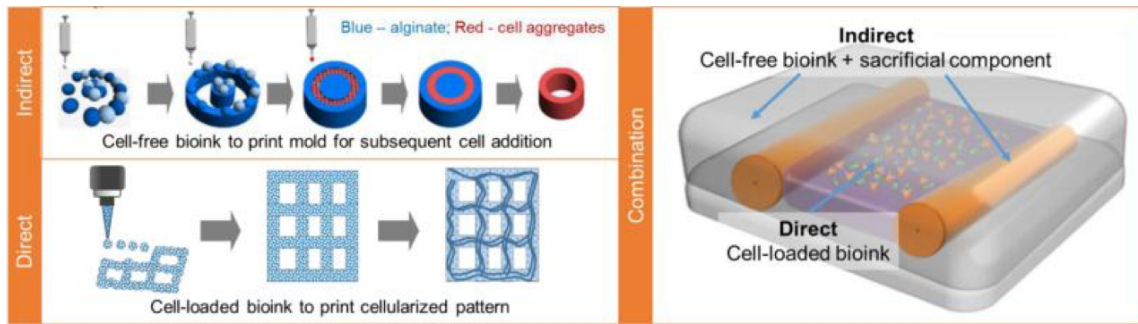 Indirect
Blue – alginate; Red - cell aggregates
Cell-free bioink to print mold for subsequent cell addition
Direct
Cell-loaded bioink to print cellularized pattern
Combination
Indirect
Cell-free bioink + sacrificial component
Direct
Cell-loaded bioink